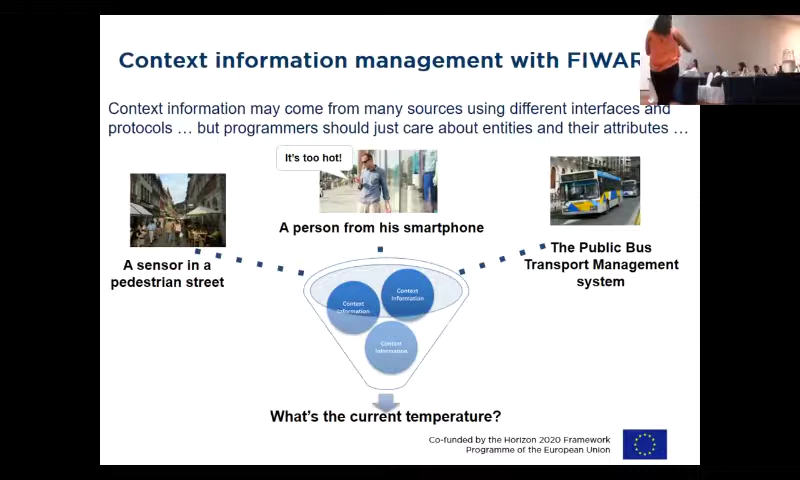 Context information management with FIWAR
Context information may come from many sources using different interfaces and
protocols … but programmers should just care about entities and their attributes …
It's too hot!
A person from his smartphone
A sensor in a
pedestrian street
The Public Bus
Transport Management
system
Context
Information
Context
Information
Context
Information
What's the current temperature?
Co-funded by the Horizon 2020 Framework
Programme of the European Union